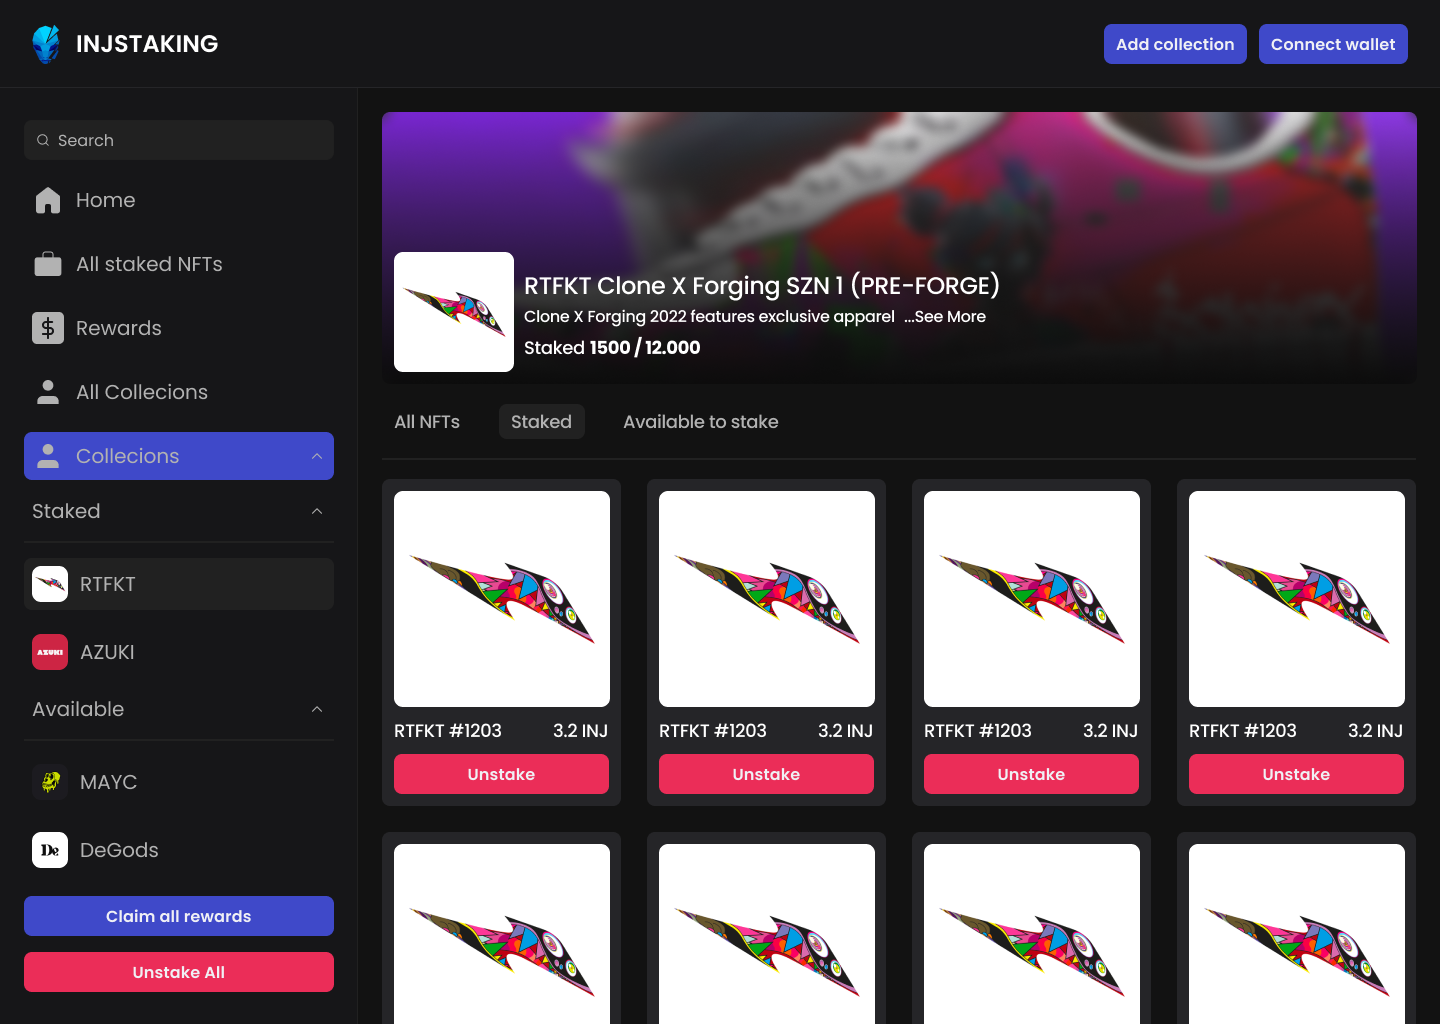 INJSTAKING
Add collection
Connect wallet
Search
Home
All staked NFTs
Rewards
All Collecions
Collecions
Staked
RTFKT
AZUKI
AZUKI
Available
MAYC
De
DeGods
Claim all rewards
Unstake All
RTFKT Clone X Forging SZN 1 (PRE-FORGE)
Clone X Forging 2022 features exclusive apparel ...See More
Staked 1500 / 12.000
All NFTs
Staked
Available to stake
RTFKT #1203 3.2 INJ
Unstake
RTFKT #1203 3.2 INJ
Unstake
RTFKT #1203 3.2 INJ
Unstake
RTFKT #1203 3.2 INJ
Unstake